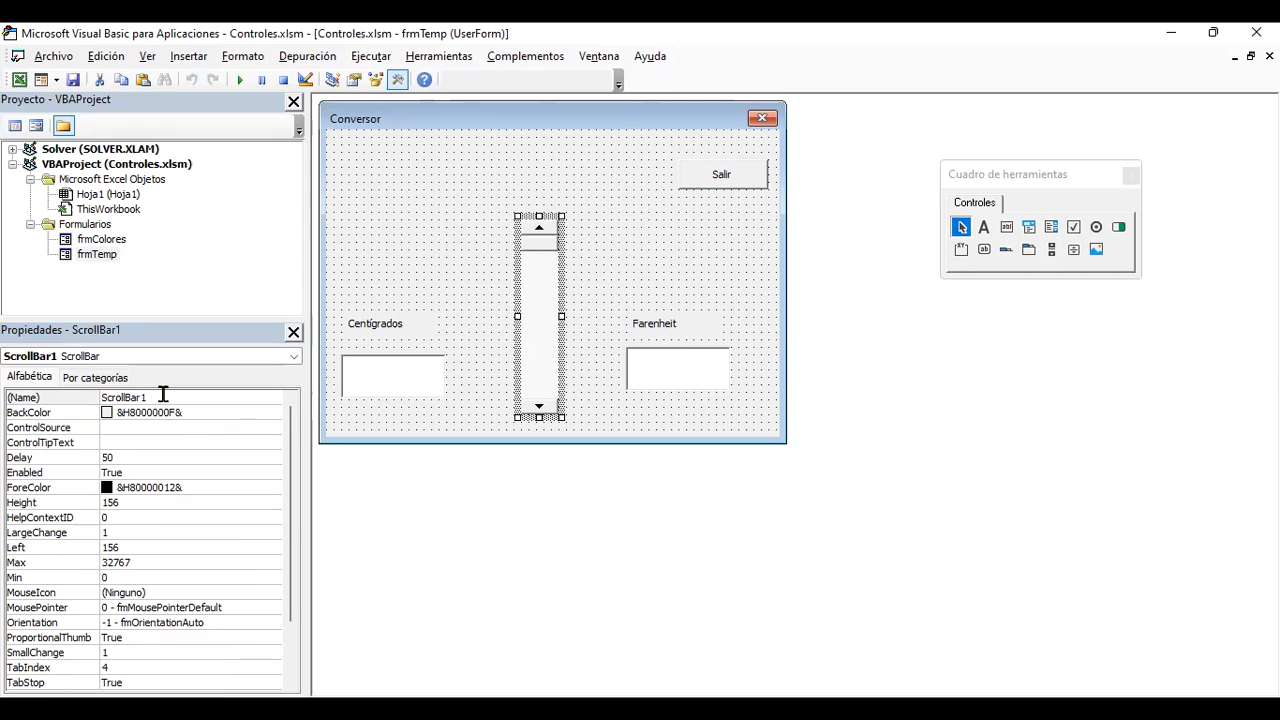 Microsoft Visual Basic para Aplicaciones - Controles.xlsm - [Controles.xlsm - frmTemp (UserForm)]
Archivo Edición Ver Insertar Formato Depuración Ejecutar Herramientas Complementos Ventana Ayuda
Proyecto - VBAProject
Solver (SOLVER.XLAM)
VBAProject (Controles.xlsm)
Microsoft Excel Objetos
Hoja1 (Hoja1)
ThisWorkbook
Formularios
frmColores
frmTemp
Propiedades - ScrollBar1
ScrollBar1 ScrollBar
Alfabética Por categorías
(Name) ScrollBar1
BackColor &H8000000F&
ControlSource
ControlTipText
Delay 50
Enabled True
ForeColor &H80000012&
Height 156
HelpContextID 0
LargeChange 1
Left 156
Max 32767
Min 0
MouseIcon (Ninguno)
MousePointer 0 - fmMousePointerDefault
Orientation -1 - fmOrientationAuto
ProportionalThumb True
SmallChange 1
TabIndex 4
TabStop True
Conversor
Salir
Centígrados
Farenheit
Cuadro de herramientas
Controles